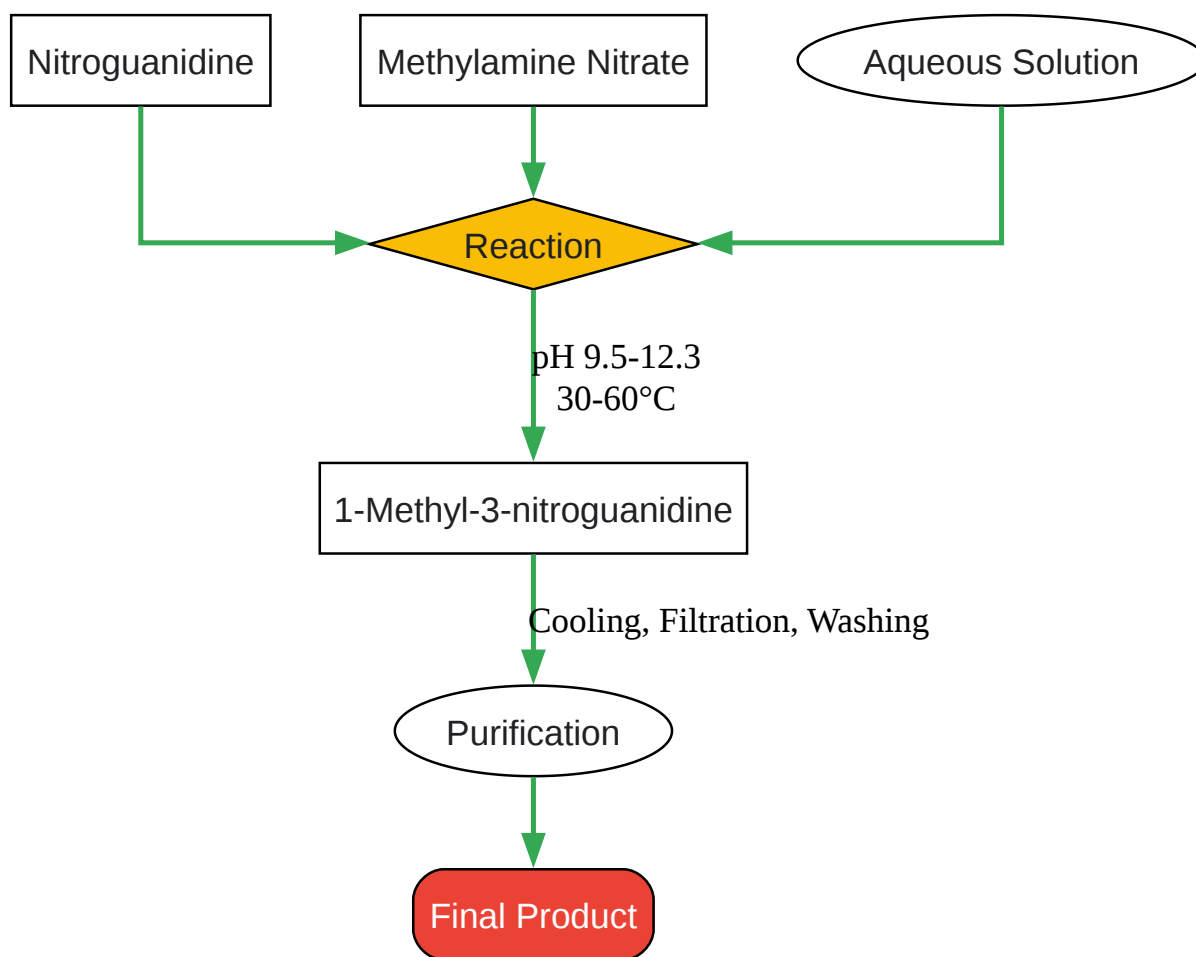 Nitroguanidine
Methylamine Nitrate
Aqueous Solution
Reaction
pH 9.5-12.3
30-60°C
1-Methyl-3-nitroguanidine
Cooling, Filtration, Washing
Purification
Final Product